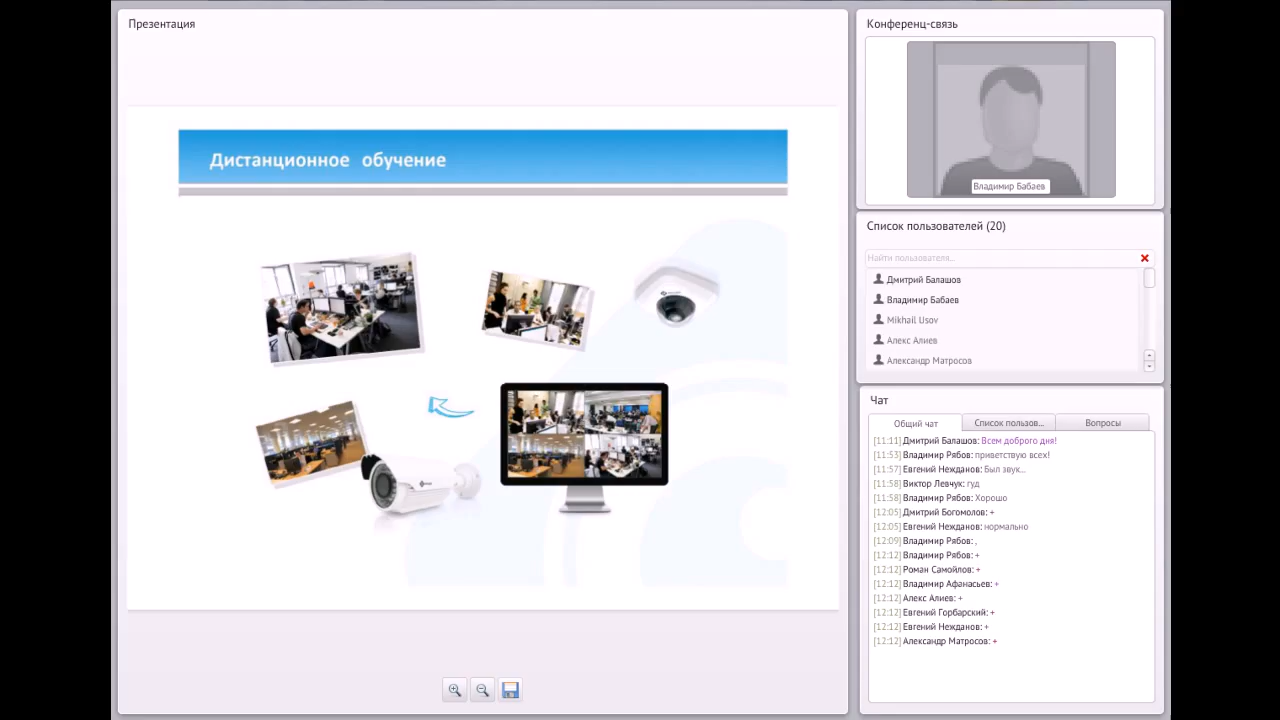 Презентация
Дистанционное обучение
Конференц-связь
Владимир Бабаев
Список пользователей (20)
Найти пользователя...
Дмитрий Балашов
Владимир Бабаев
Mikhail Usov
Алекс Алиев
Александр Матросов
Чат
Общий чат
Список пользов...
Вопросы
[11:11] Дмитрий Балашов: Всем доброго дня!
[11:53] Владимир Рябов: приветствую всех!
[11:57] Евгений Нежданов: Был звук...
[11:58] Виктор Левчук: гуд
[11:58] Владимир Рябов: Хорошо
[12:05] Дмитрий Богомолов: +
[12:05] Евгений Нежданов: нормально
[12:09] Владимир Рябов: ,
[12:12] Владимир Рябов: +
[12:12] Роман Самойлов: +
[12:12] Владимир Афанасьев: +
[12:12] Алекс Алиев: +
[12:12] Евгений Горбарский: +
[12:12] Евгений Нежданов: +
[12:12] Александр Матросов: +